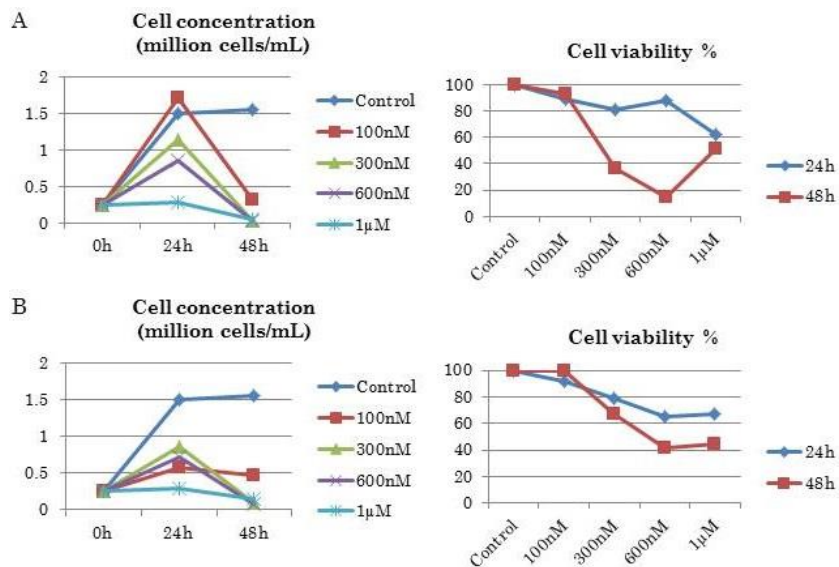 A
Cell concentration
(million cells/mL)
2
1.5
1
0.5
0
0h 24h 48h
Control
100nM
300nM
600nM
1µM
Cell viability %
100
80
60
40
20
0
Control 100nM 300nM 600nM 1µM
24h
48h
B
Cell concentration
(million cells/mL)
2
1.5
1
0.5
0
0h 24h 48h
Control
100nM
300nM
600nM
1µM
Cell viability %
100
80
60
40
20
0
Control 100nM 300nM 600nM 1µM
24h
48h